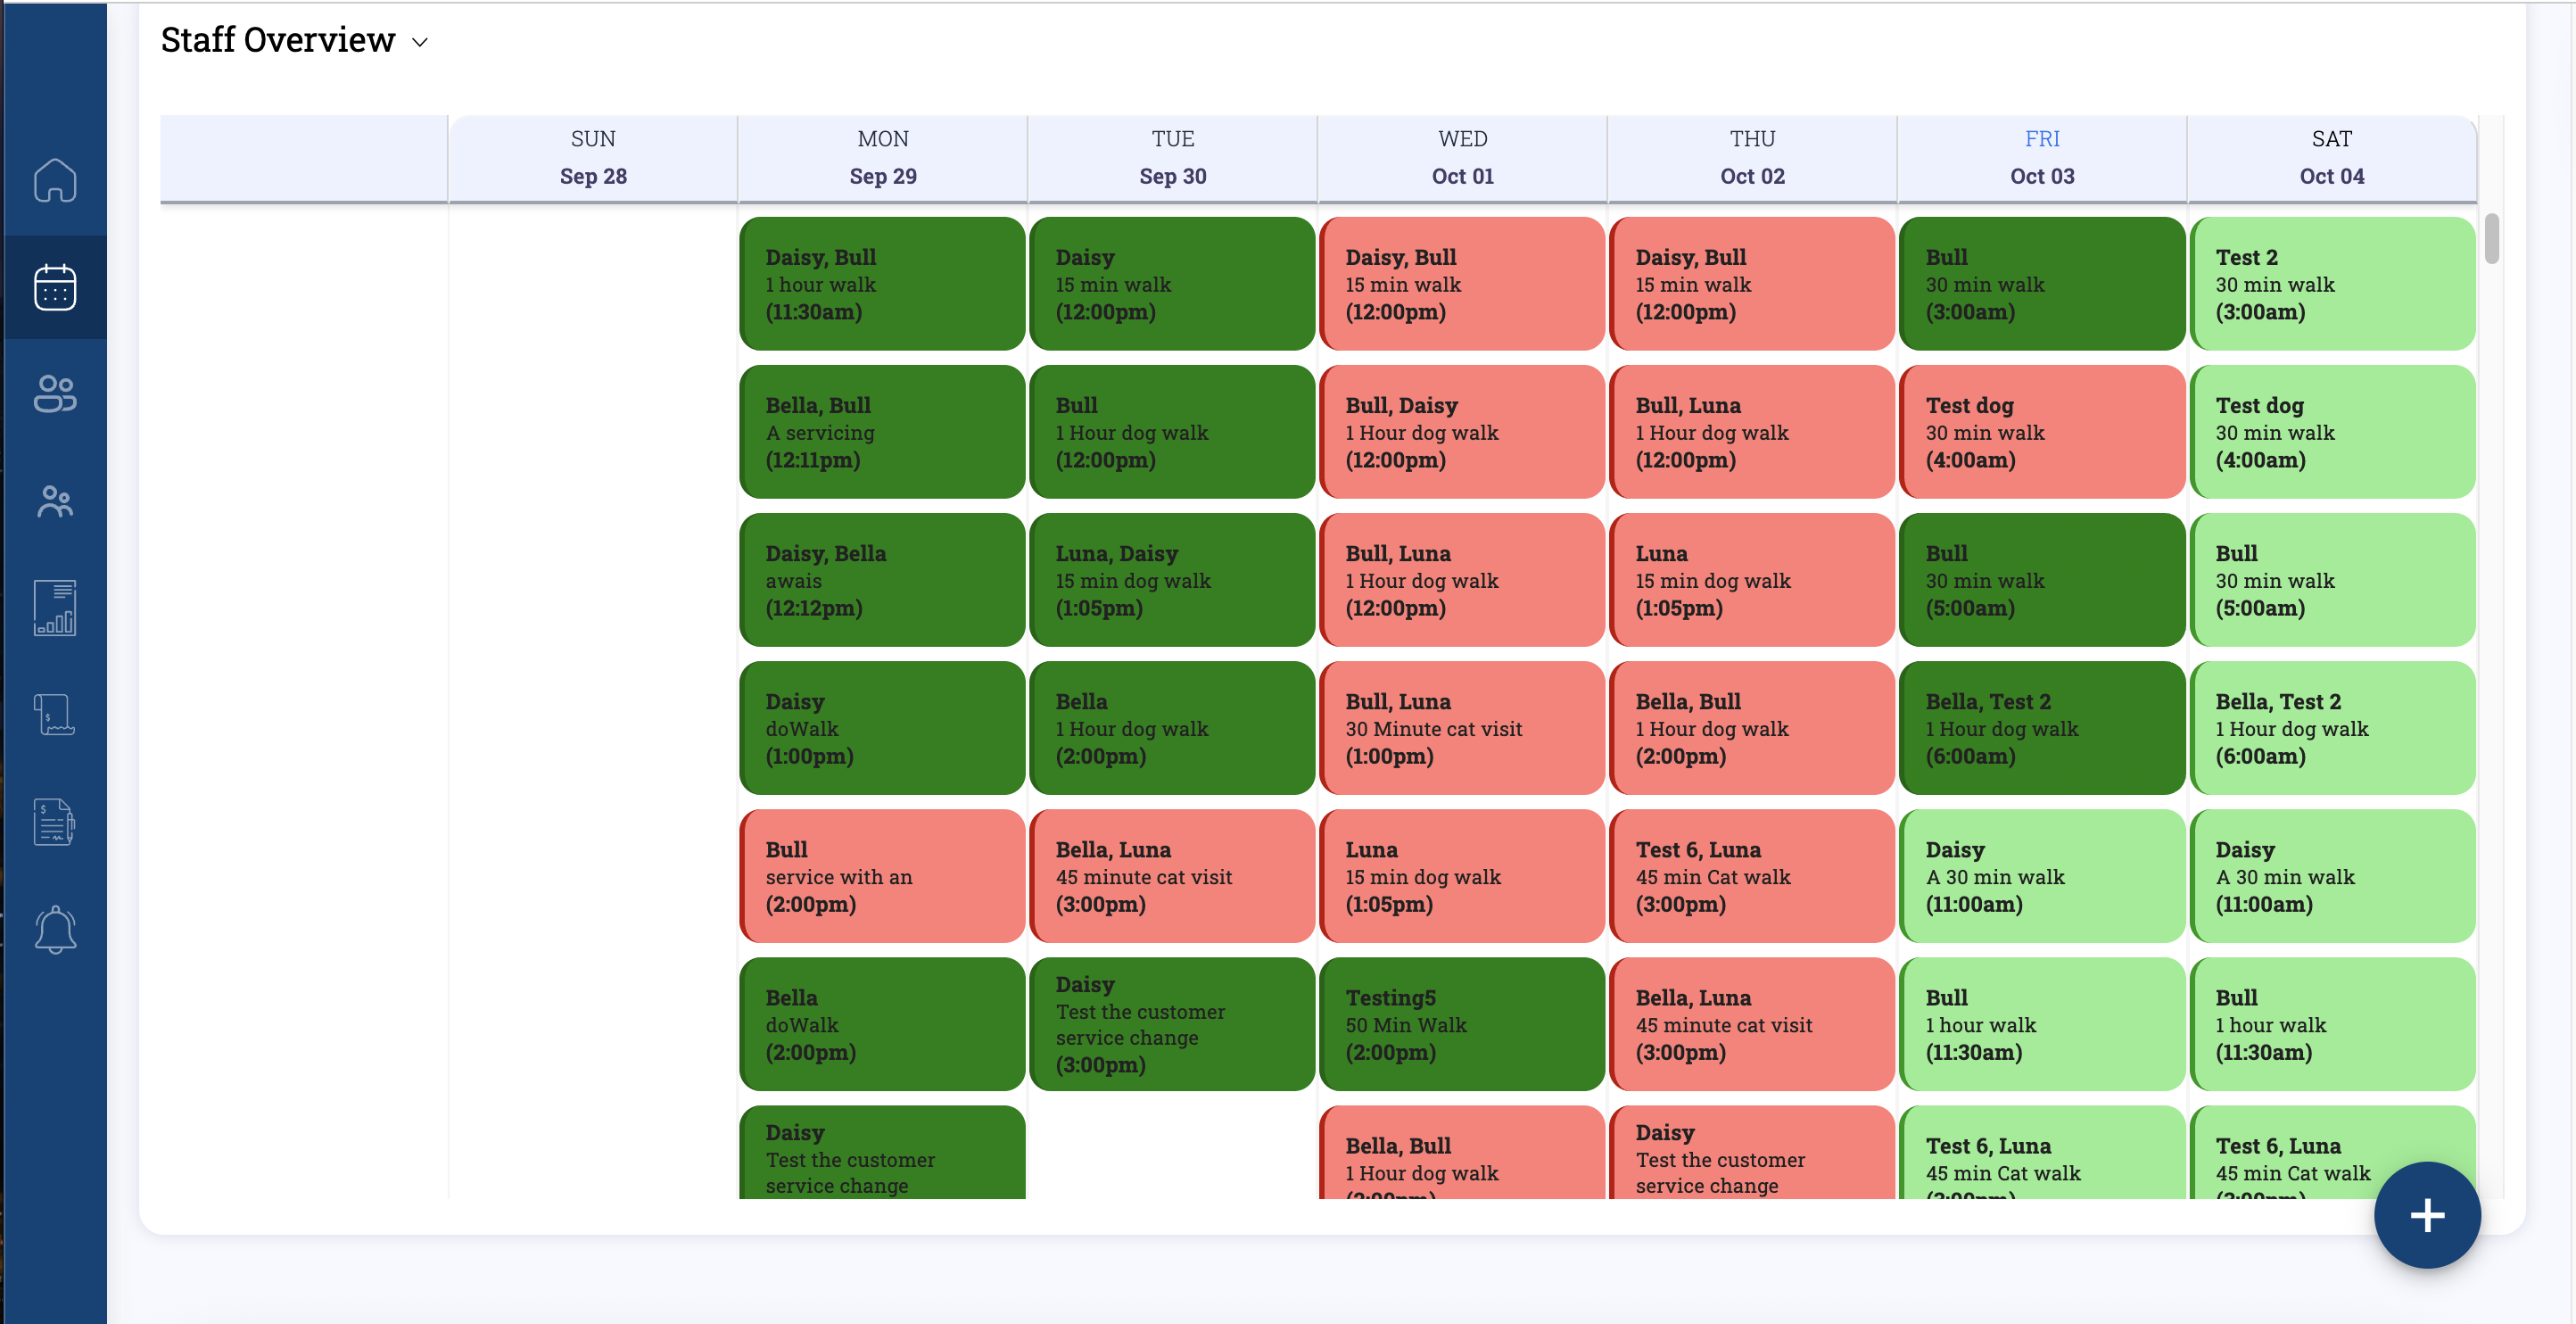 Staff Overview
SUN
Sep 28
MON
Sep 29
TUE
Sep 30
WED
Oct 01
THU
Oct 02
FRI
Oct 03
SAT
Oct 04
Daisy, Bull
1 hour walk
(11:30am)
Daisy
15 min walk
(12:00pm)
Daisy, Bull
15 min walk
(12:00pm)
Daisy, Bull
15 min walk
(12:00pm)
Bull
30 min walk
(3:00am)
Test 2
30 min walk
(3:00am)
Bella, Bull
A servicing
(12:11pm)
Bull
1 Hour dog walk
(12:00pm)
Bull, Daisy
1 Hour dog walk
(12:00pm)
Bull, Luna
1 Hour dog walk
(12:00pm)
Test dog
30 min walk
(4:00am)
Test dog
30 min walk
(4:00am)
Daisy, Bella
awais
(12:12pm)
Luna, Daisy
15 min dog walk
(1:05pm)
Bull, Luna
1 Hour dog walk
(12:00pm)
Luna
15 min dog walk
(1:05pm)
Bull
30 min walk
(5:00am)
Bull
30 min walk
(5:00am)
Daisy
doWalk
(1:00pm)
Bella
1 Hour dog walk
(2:00pm)
Bull, Luna
30 Minute cat visit
(1:00pm)
Bella, Bull
1 Hour dog walk
(2:00pm)
Bella, Test 2
1 Hour dog walk
(6:00am)
Bella, Test 2
1 Hour dog walk
(6:00am)
Bull
service with an
(2:00pm)
Bella, Luna
45 minute cat visit
(3:00pm)
Luna
15 min dog walk
(1:05pm)
Test 6, Luna
45 min Cat walk
(3:00pm)
Daisy
A 30 min walk
(11:00am)
Daisy
A 30 min walk
(11:00am)
Bella
doWalk
(2:00pm)
Daisy
Test the customer
service change
(3:00pm)
Testing5
50 Min Walk
(2:00pm)
Bella, Luna
45 minute cat visit
(3:00pm)
Bull
1 hour walk
(11:30am)
Bull
1 hour walk
(11:30am)
Daisy
Test the customer
service change
Bella, Bull
1 Hour dog walk
Daisy
Test the customer
service change
Test 6, Luna
45 min Cat walk
Test 6, Luna
45 min Cat walk